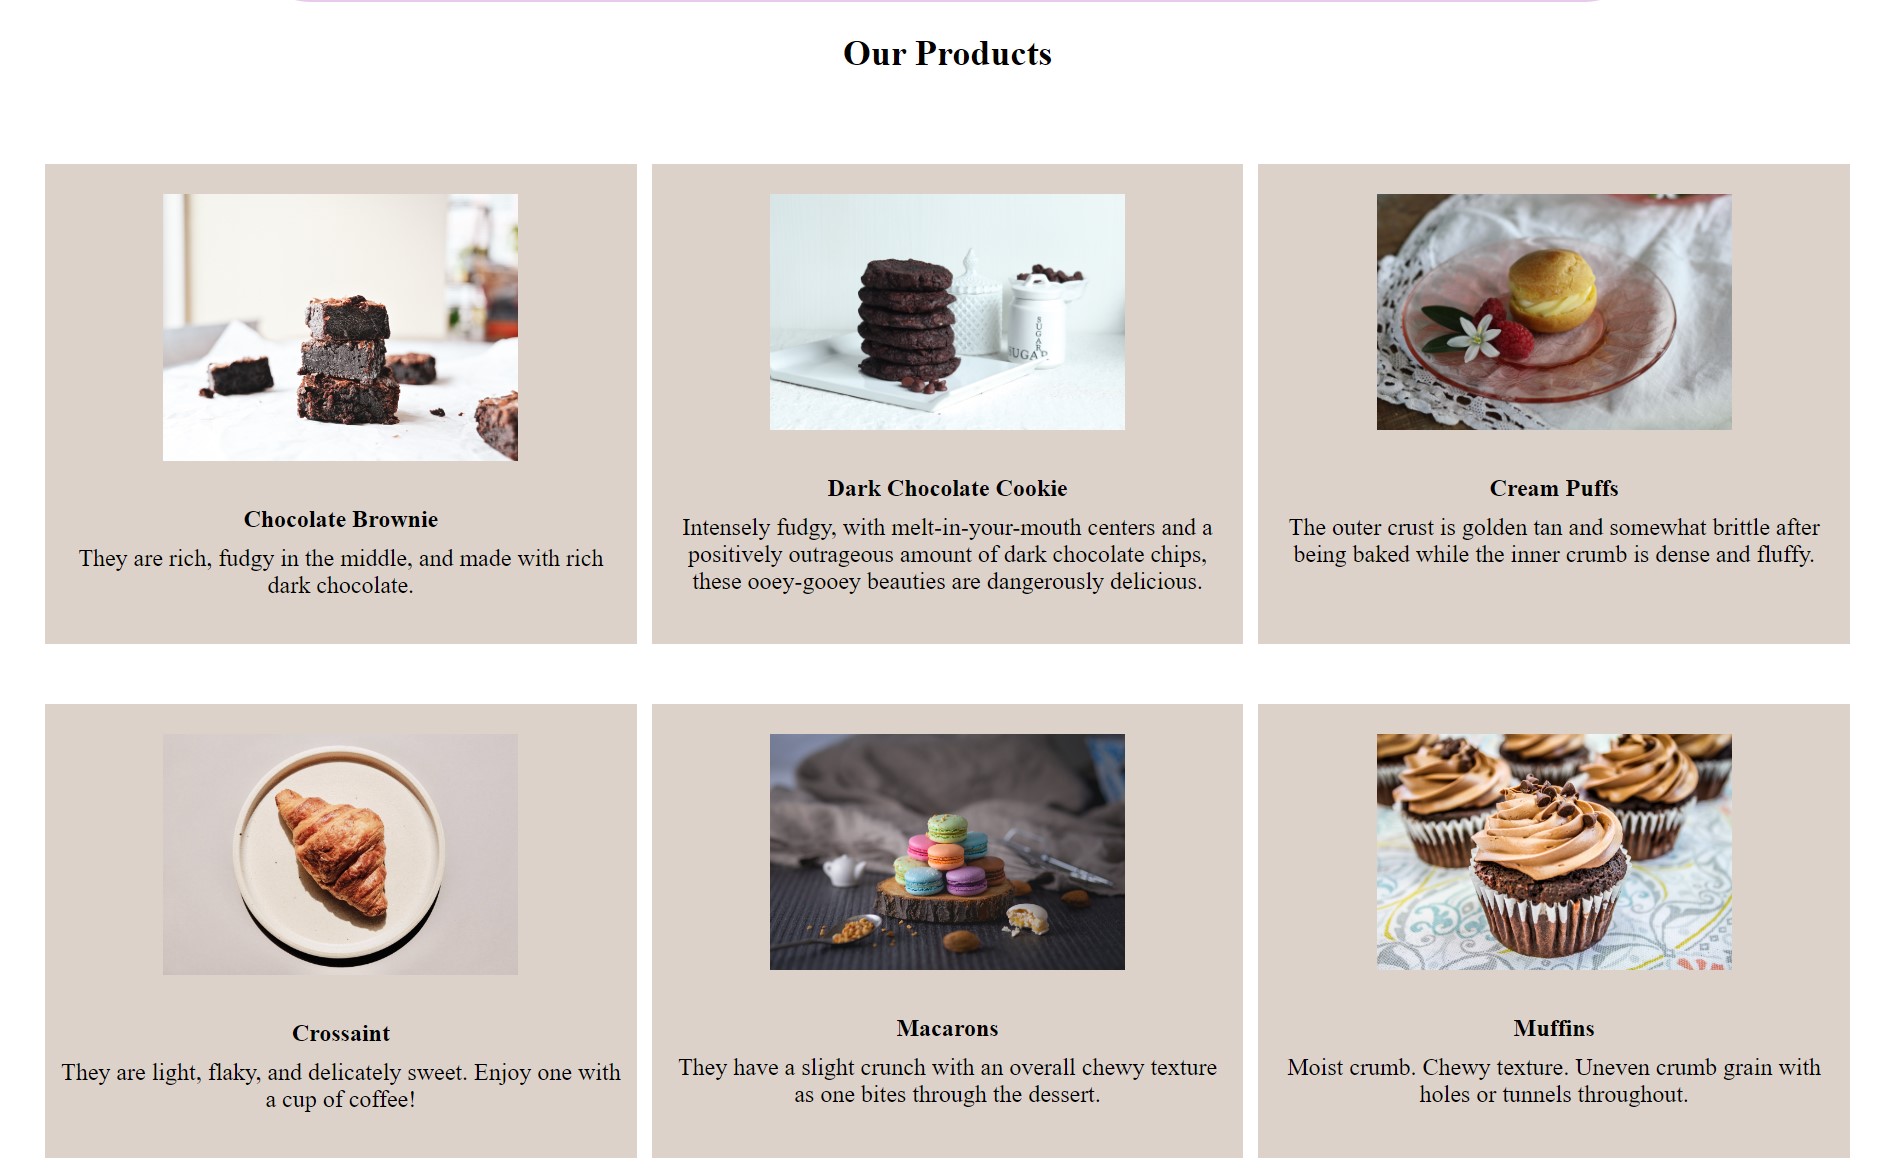 Our Products
SUGAR
SUGAR
Chocolate Brownie
They are rich, fudgy in the middle, and made with rich
dark chocolate.
Dark Chocolate Cookie
Intensely fudgy, with melt-in-your-mouth centers and a
positively outrageous amount of dark chocolate chips,
these ooey-gooey beauties are dangerously delicious.
Cream Puffs
The outer crust is golden tan and somewhat brittle after
being baked while the inner crumb is dense and fluffy.
Crossaint
They are light, flaky, and delicately sweet. Enjoy one with
a cup of coffee!
Macarons
They have a slight crunch with an overall chewy texture
as one bites through the dessert.
Muffins
Moist crumb. Chewy texture. Uneven crumb grain with
holes or tunnels throughout.